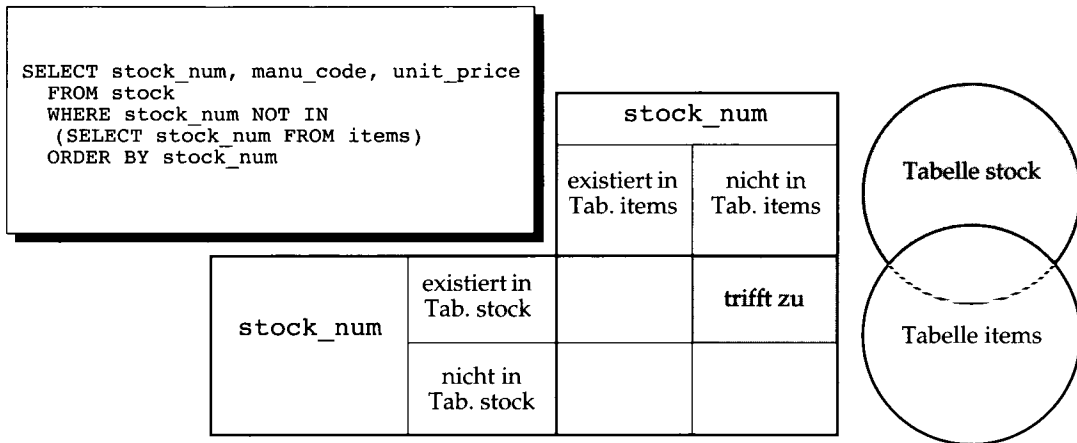 SELECT stock_num, manu_code, unit_price
FROM stock
WHERE stock_num NOT IN
(SELECT stock_num FROM items)
ORDER BY stock_num
stock_num
existiert in
Tab. items
nicht in
Tab. items
Tabelle stock
stock_num
existiert in
Tab. stock
trifft zu
nicht in
Tab. stock
Tabelle items